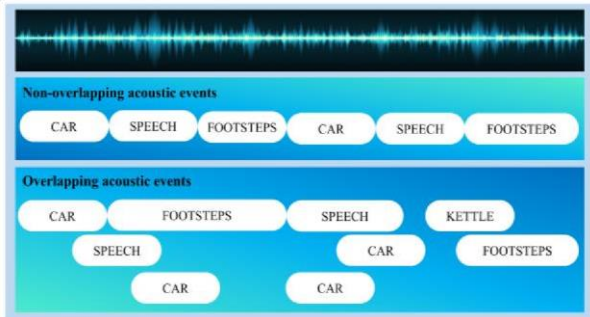 Non-overlapping acoustic events
CAR SPEECH FOOTSTEPS CAR SPEECH FOOTSTEPS
Overlapping acoustic events
CAR FOOTSTEPS SPEECH KETTLE
SPEECH CAR FOOTSTEPS
CAR CAR